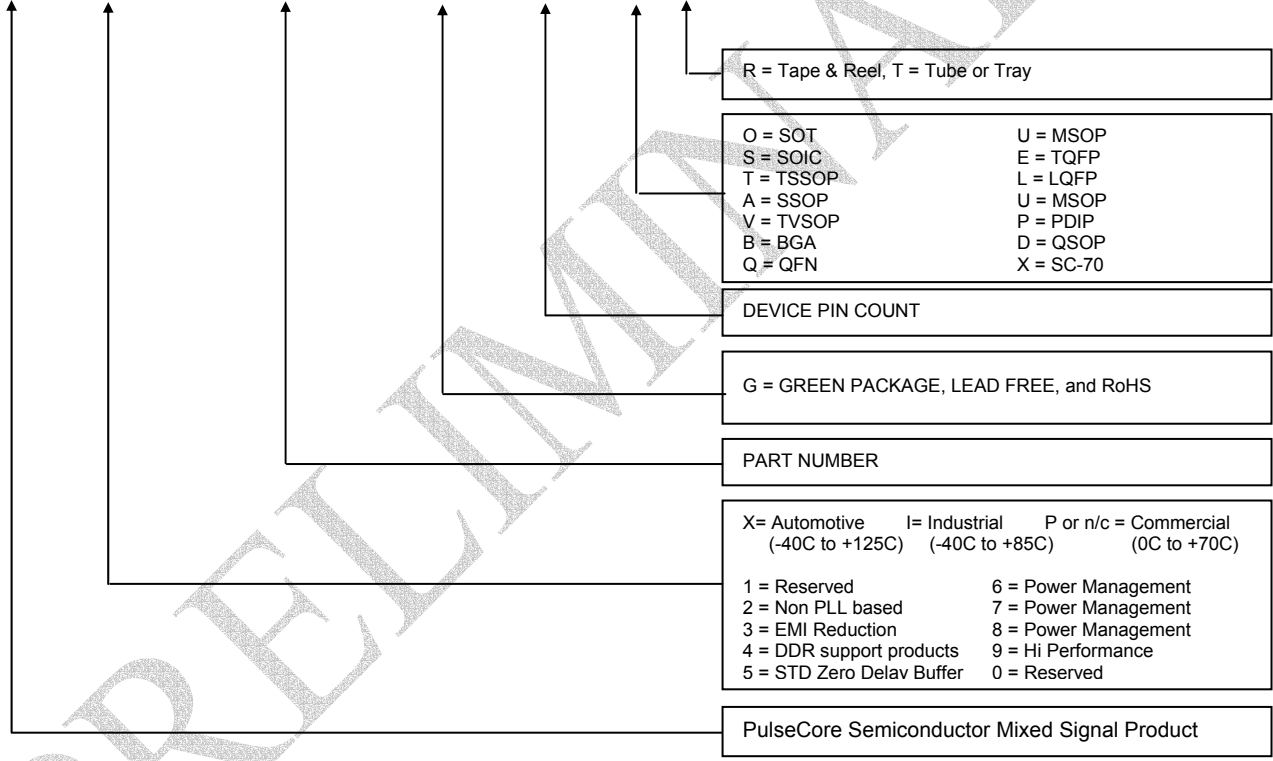 R = Tape & Reel, T = Tube or Tray
O = SOT U = MSOP
S = SOIC E = TQFP
T = TSSOP L = LQFP
A = SSOP U = MSOP
V = TVSOP P = PDIP
B = BGA D = QSOP
Q = QFN X = SC-70
DEVICE PIN COUNT
G = GREEN PACKAGE, LEAD FREE, and RoHS
PART NUMBER
X= Automotive I= Industrial P or n/c = Commercial
(-40C to +125C) (-40C to +85C) (0C to +70C)
1 = Reserved 6 = Power Management
2 = Non PLL based 7 = Power Management
3 = EMI Reduction 8 = Power Management
4 = DDR support products 9 = Hi Performance
5 = STD Zero Delav Buffer 0 = Reserved
PulseCore Semiconductor Mixed Signal Product